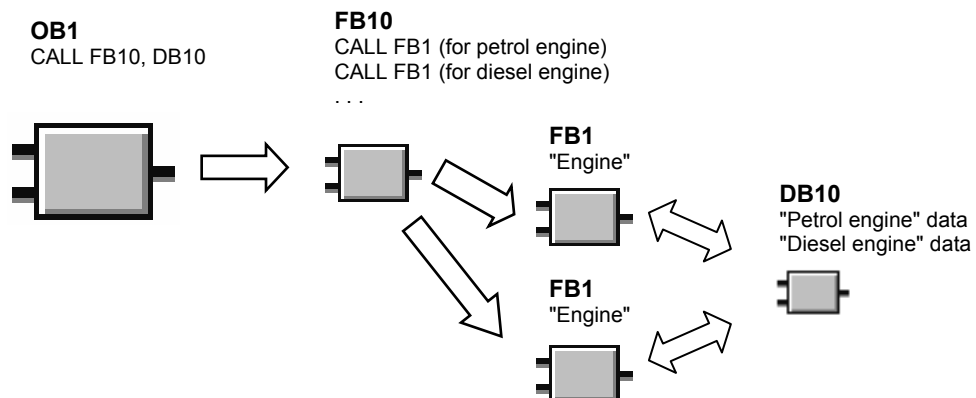 OB1
CALL FB10, DB10
FB10
CALL FB1 (for petrol engine)
CALL FB1 (for diesel engine)
. . .
FB1
"Engine"
DB10
"Petrol engine" data
"Diesel engine" data
FB1
"Engine"